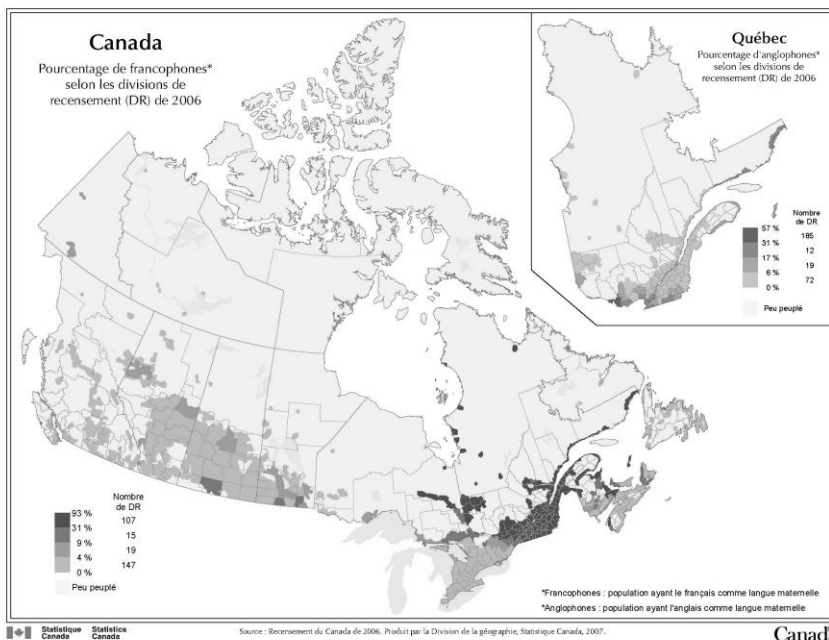 Canada
Pourcentage de francophones*
selon les divisions de
recensement (DR) de 2006
Québec
Pourcentage d'anglophones*
selon les divisions de
recensement (DR) de 2006
Nombre
de DR
57 %
185
31 %
12
17 %
19
6 %
72
0 %
Peu peuplé
Nombre
de DR
93 %
107
31 %
15
9 %
19
4 %
147
0 %
Peu peuplé
*Francophones : population ayant le français comme langue maternelle
*Anglophones : population ayant l'anglais comme langue maternelle
Statistique Statistics
Canada Canada
Source : Recensement du Canada de 2006. Produit par la Division de la géographie, Statistique Canada, 2007.
Canad